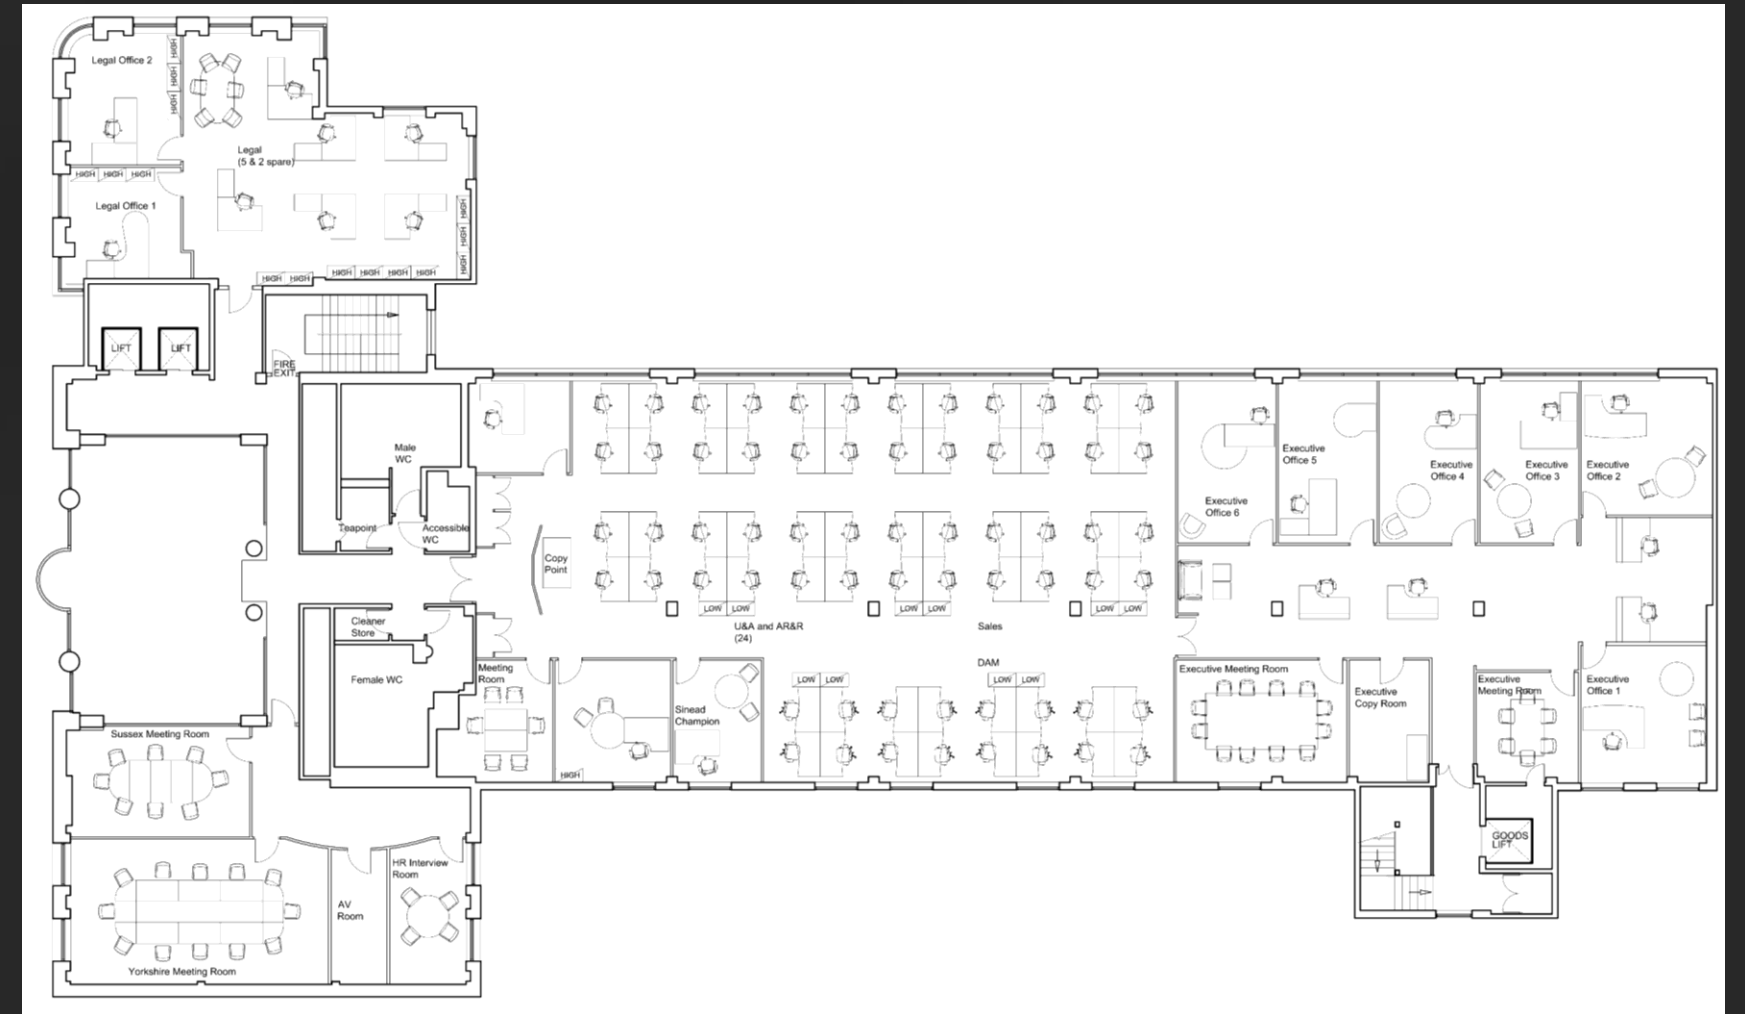 Legal Office 2
HIGH
HIGH
HIGH
Legal
(5 & 2 spare)
HIGH HIGH HIGH
Legal Office 1
HIGH
HIGH
HIGH
HIGH HIGH
HIGH HIGH HIGH HIGH
LIFT
LIFT
FIRE
EXIT
Male
WC
Teapoint
Accessible
WC
Copy
Point
Executive
Office 6
Executive
Office 5
Executive
Office 4
Executive
Office 3
Executive
Office 2
LOW LOW
LOW LOW
LOW LOW
Cleaner
Store
U&A and AR&R
(24)
Sales
DAM
Female WC
Meeting
Room
LOW LOW
LOW LOW
Executive Meeting Room
Executive
Copy Room
Executive
Meeting Room
Executive
Office 1
Sinead
Champion
HIGH
Sussex Meeting Room
GOODS
LIFT
HR Interview
Room
AV
Room
Yorkshire Meeting Room